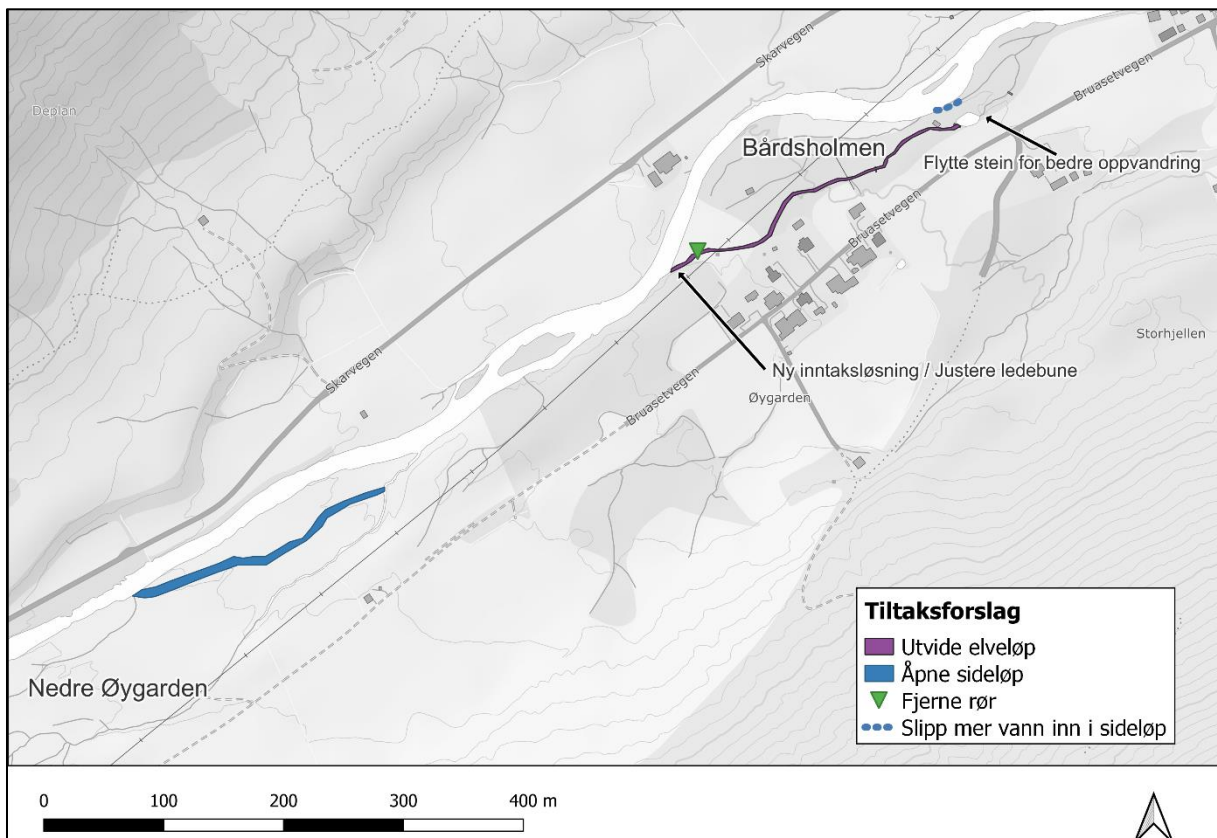 Skarvegen
Deplan
Bruasetvegen
Bårdsholmen
Flytte stein for bedre oppvandring
Bruasetvegen
Storhjellen
Skarvegen
Ny inntaksløsning / Justere ledebune
Bruasetvegen
Øygarden
Tiltaksforslag
Utvide elveløp
Åpne sideløp
Fjerne rør
Slipp mer vann inn i sideløp
Nedre Øygarden
0 100 200 300 400 m